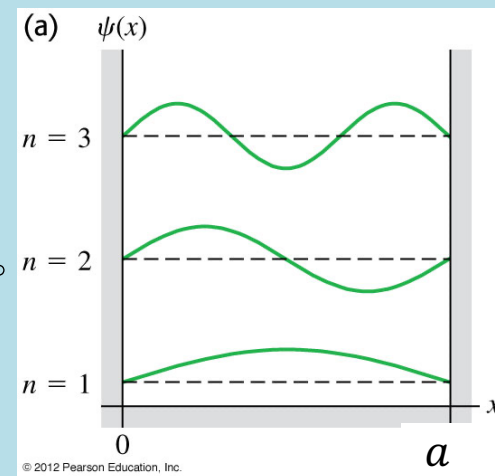 (a) ψ(x)
n = 3
n = 2
n = 1
x
0
a
© 2012 Pearson Education, Inc.